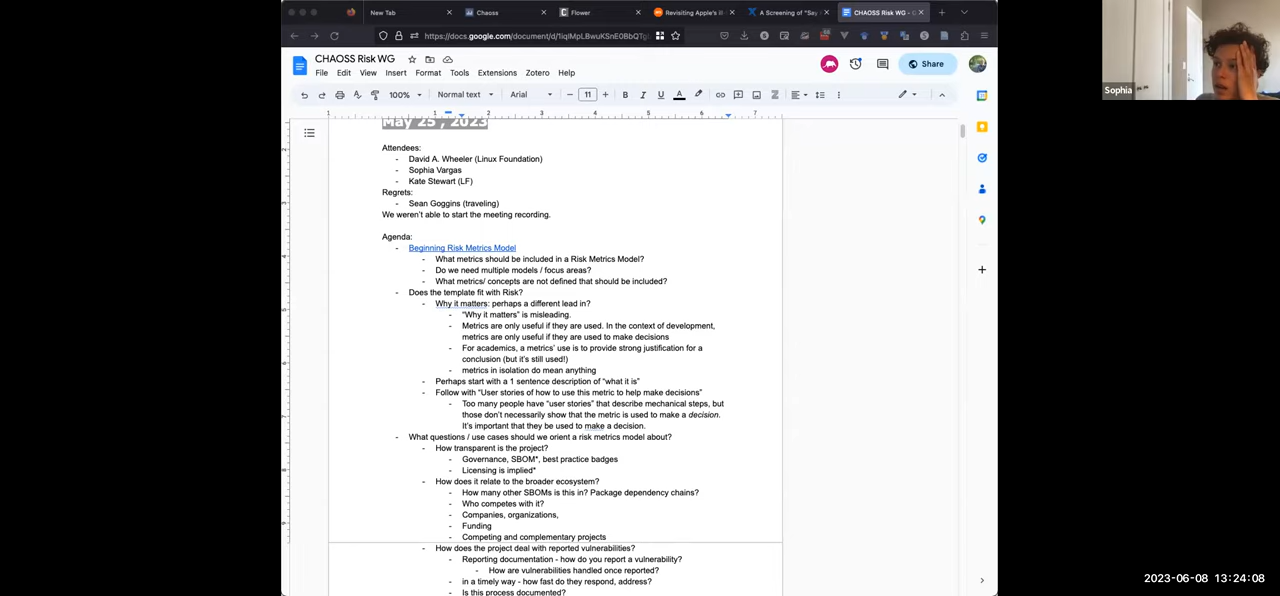 New Tab
Chaoss
Flower
Revisiting Apple's ill
A Screening of "Say
CHAOSS Risk WG - G
https://docs.google.com/document/d/
CHAOSS Risk WG
File Edit View Insert Format Tools Extensions Zotero Help
Share
100% Normal text Arial 11
May 25 , 2023
Attendees:
- David A. Wheeler (Linux Foundation)
- Sophia Vargas
- Kate Stewart (LF)
Regrets:
- Sean Goggins (traveling)
We weren't able to start the meeting recording.
Agenda:
- Beginning Risk Metrics Model
- What metrics should be included in a Risk Metrics Model?
- Do we need multiple models / focus areas?
- What metrics/ concepts are not defined that should be included?
- Does the template fit with Risk?
- Why it matters: perhaps a different lead in?
- "Why it matters" is misleading.
- Metrics are only useful if they are used. In the context of development,
metrics are only useful if they are used to make decisions
- For academics, a metrics' use is to provide strong justification for a
conclusion (but it's still used!)
- metrics in isolation do mean anything
- Perhaps start with a 1 sentence description of "what it is"
- Follow with "User stories of how to use this metric to help make decisions"
- Too many people have "user stories" that describe mechanical steps, but
those don't necessarily show that the metric is used to make a decision.
It's important that they be used to make a decision.
- What questions / use cases should we orient a risk metrics model about?
- How transparent is the project?
- Governance, SBOM*, best practice badges
- Licensing is implied*
- How does it relate to the broader ecosystem?
- How many other SBOMs is this in? Package dependency chains?
- Who competes with it?
- Companies, organizations,
- Funding
- Competing and complementary projects
- How does the project deal with reported vulnerabilities?
- Reporting documentation - how do you report a vulnerability?
- How are vulnerabilities handled once reported?
- in a timely way - how fast do they respond, address?
- Is this process documented?
Sophia
2023-06-08 13:24:08